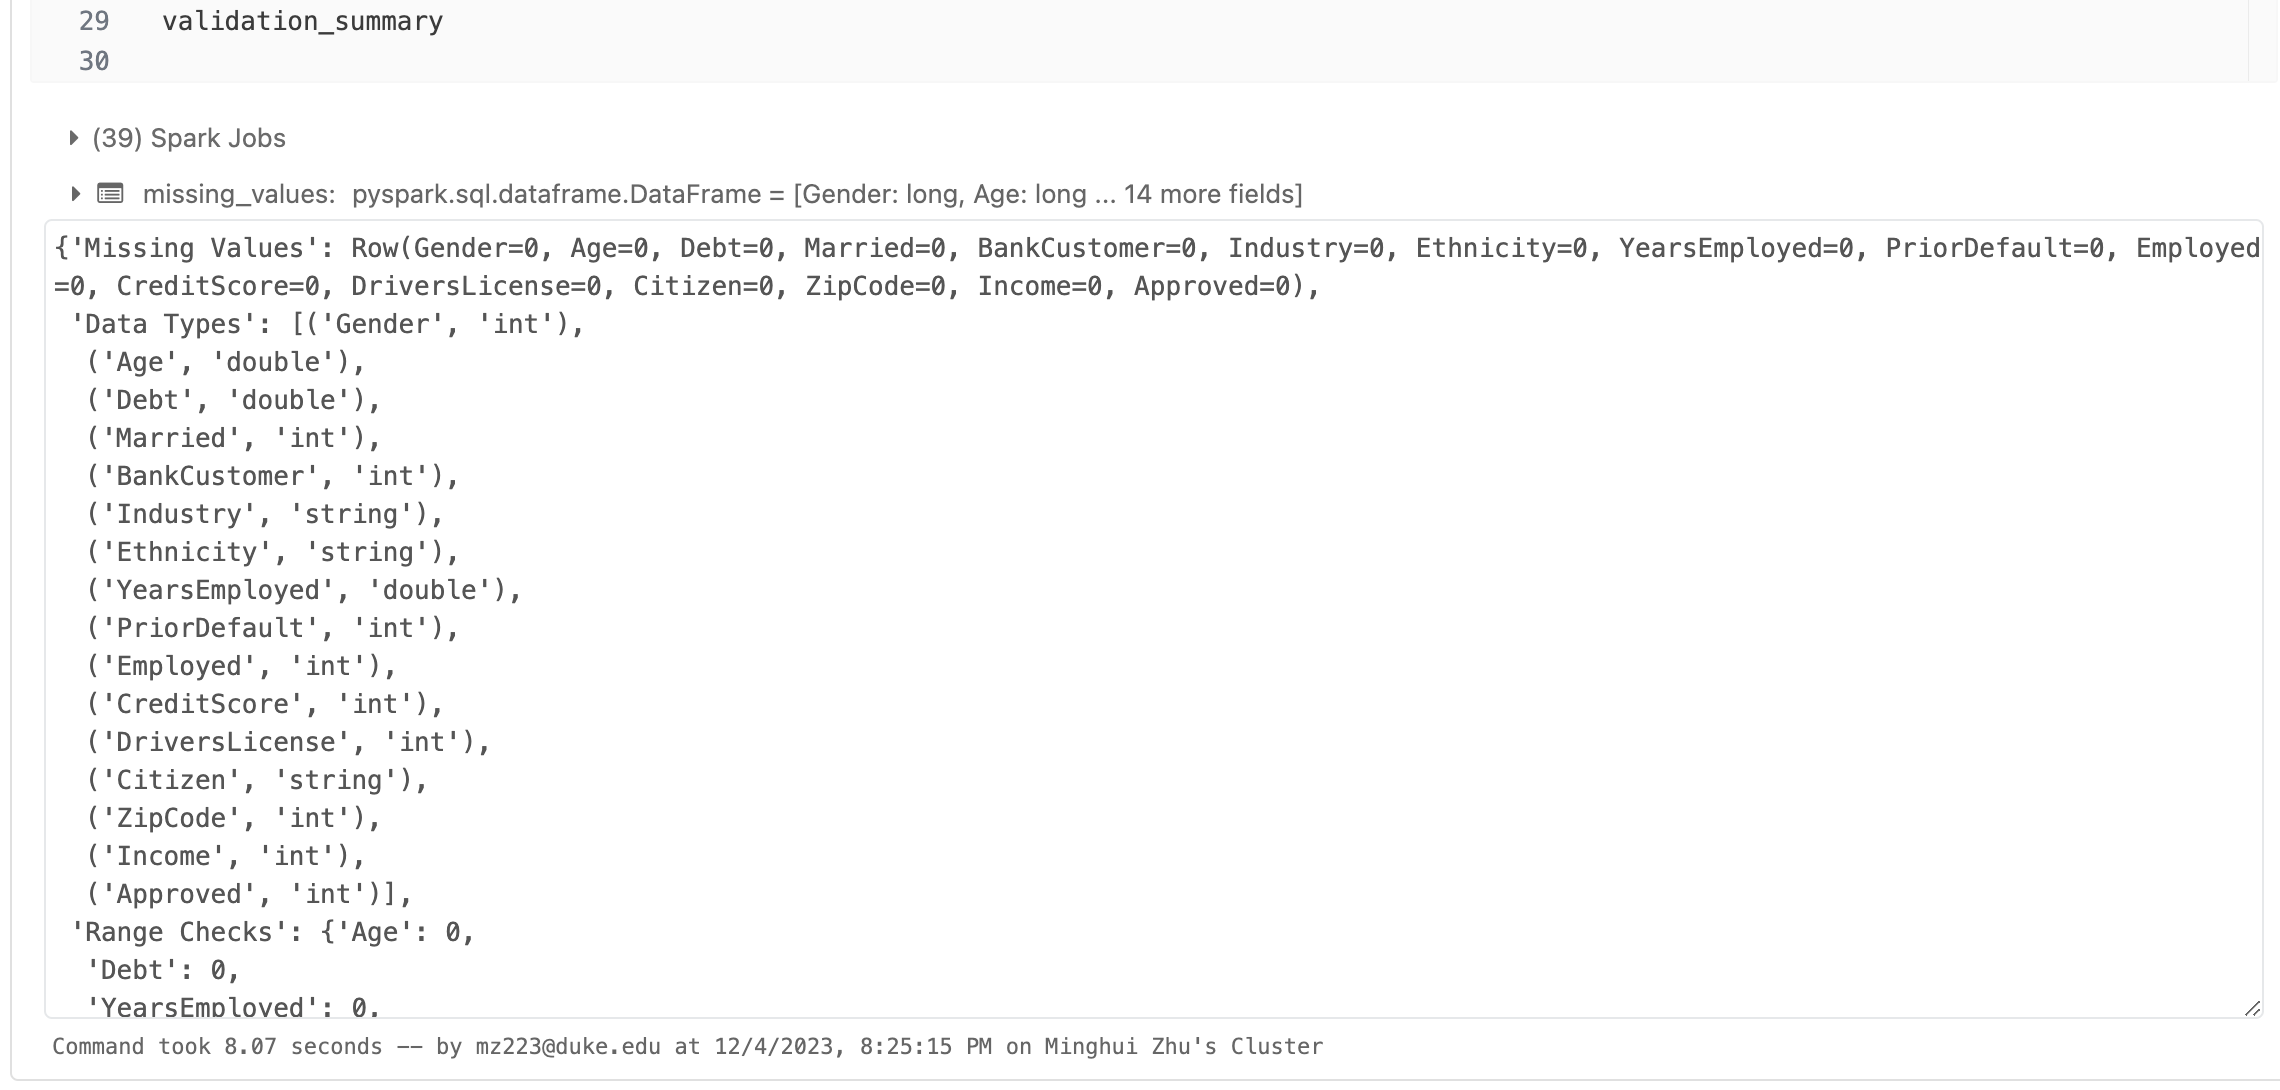 29 validation_summary
30
(39) Spark Jobs
missing_values: pyspark.sql.dataframe.DataFrame = [Gender: long, Age: long ... 14 more fields]
{'Missing Values': Row(Gender=0, Age=0, Debt=0, Married=0, BankCustomer=0, Industry=0, Ethnicity=0, YearsEmployed=0, PriorDefault=0, Employed
=0, CreditScore=0, DriversLicense=0, Citizen=0, ZipCode=0, Income=0, Approved=0),
'Data Types': [('Gender', 'int'),
('Age', 'double'),
('Debt', 'double'),
('Married', 'int'),
('BankCustomer', 'int'),
('Industry', 'string'),
('Ethnicity', 'string'),
('YearsEmployed', 'double'),
('PriorDefault', 'int'),
('Employed', 'int'),
('CreditScore', 'int'),
('DriversLicense', 'int'),
('Citizen', 'string'),
('ZipCode', 'int'),
('Income', 'int'),
('Approved', 'int')],
'Range Checks': {'Age': 0,
'Debt': 0,
'YearsEmployed': 0,
Command took 8.07 seconds -- by mz223@duke.edu at 12/4/2023, 8:25:15 PM on Minghui Zhu's Cluster